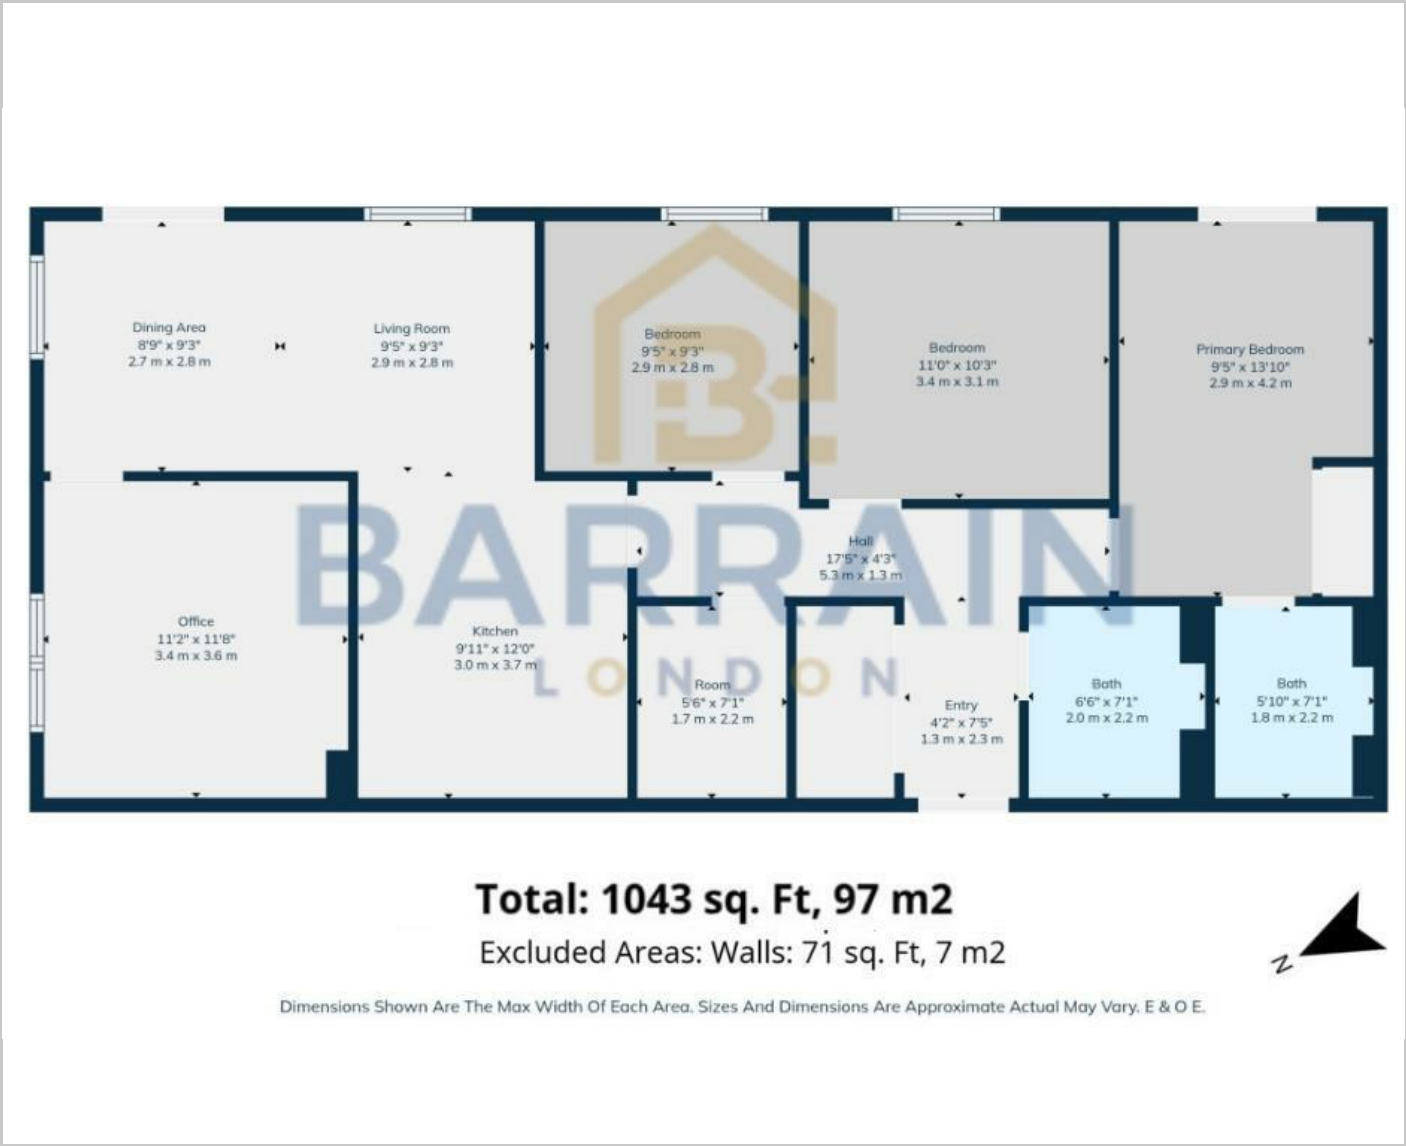 Dining Area
8'9" x 9'3"
2.7 m x 2.8 m
Living Room
9'5" x 9'3"
2.9 m x 2.8 m
Bedroom
9'5" x 9'3"
2.9 m x 2.8 m
Bedroom
11'0" x 10'3"
3.4 m x 3.1 m
Primary Bedroom
9'5" x 13'10"
2.9 m x 4.2 m
BARRAIN
LONDON
Hall
17'5" x 4'3"
5.3 m x 1.3 m
Office
11'2" x 11'8"
3.4 m x 3.6 m
Kitchen
9'11" x 12'0"
3.0 m x 3.7 m
Room
5'6" x 7'1"
1.7 m x 2.2 m
Entry
4'2" x 7'5"
1.3 m x 2.3 m
Bath
6'6" x 7'1"
2.0 m x 2.2 m
Bath
5'10" x 7'1"
1.8 m x 2.2 m
Total: 1043 sq. Ft, 97 m2
Excluded Areas: Walls: 71 sq. Ft, 7 m2
N
Dimensions Shown Are The Max Width Of Each Area. Sizes And Dimensions Are Approximate Actual May Vary. E & O E.